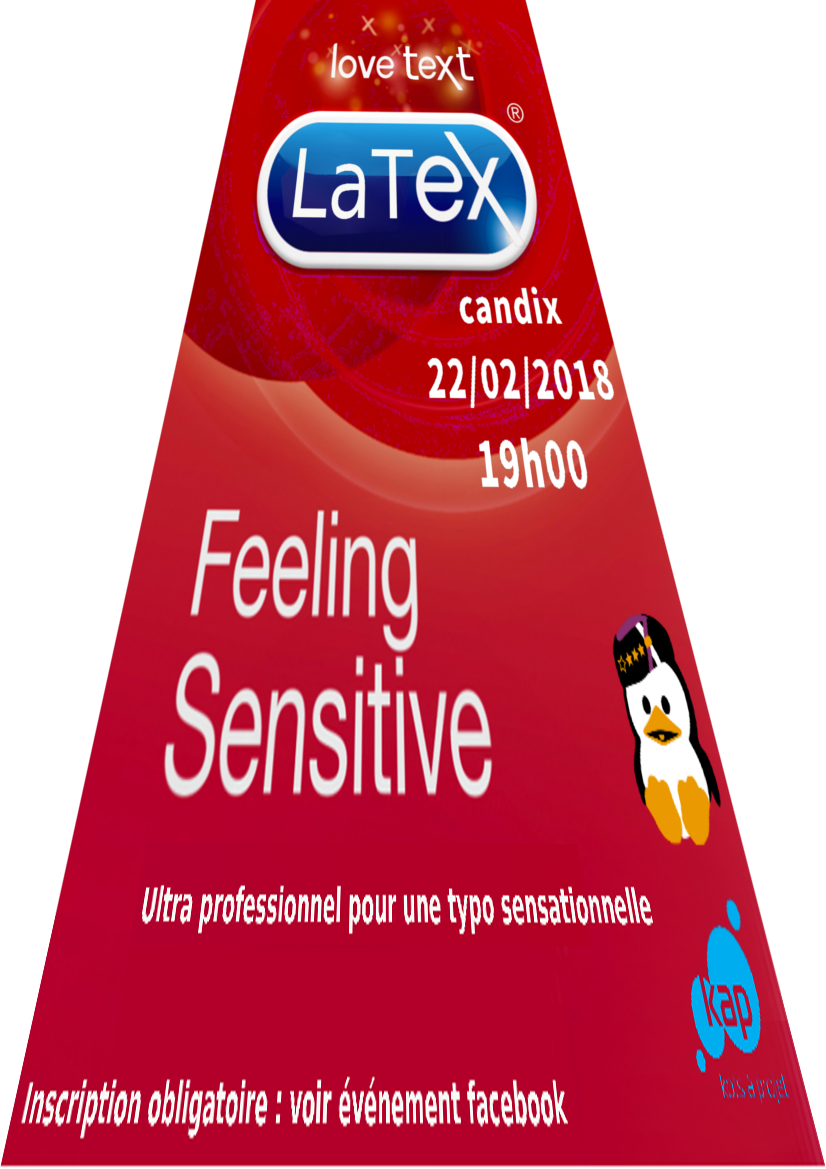 love text
LaTeX
®
candix
22/02/2018
19h00
Feeling
Sensitive
Ultra professionnel pour une typo sensationnelle
kap
Inscription obligatoire : voir événement facebook